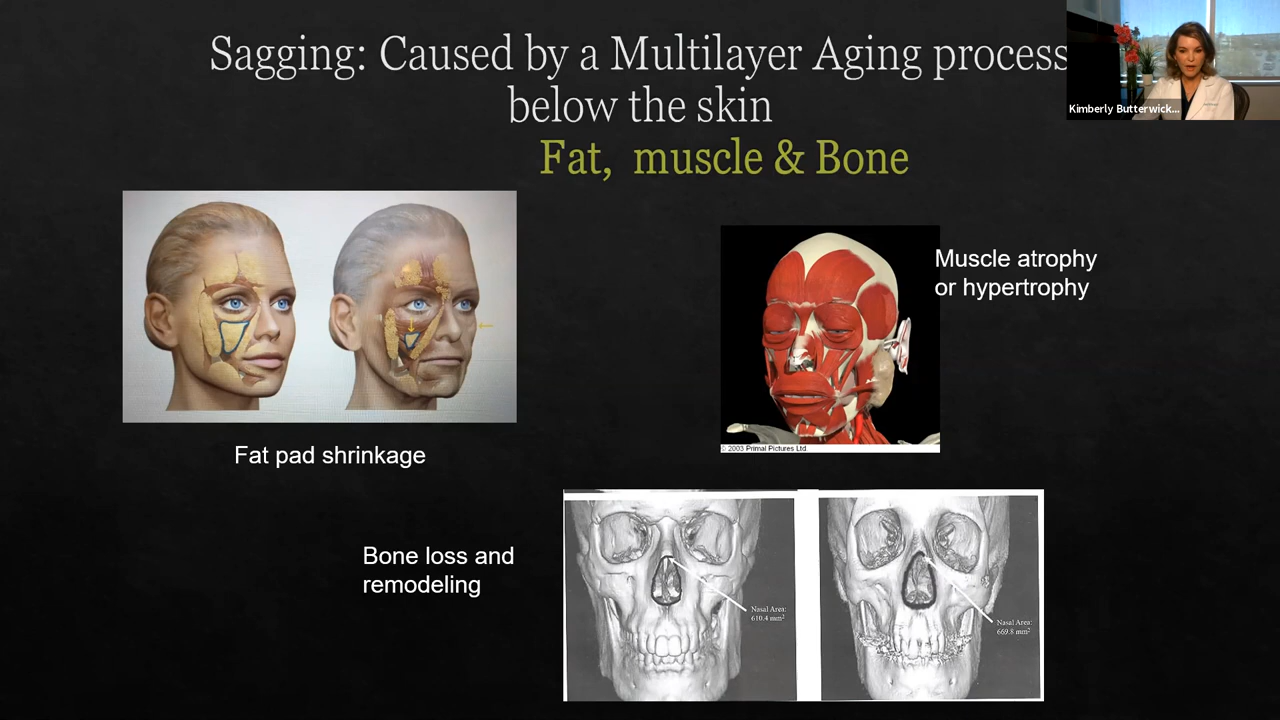 Sagging: Caused by a Multilayer Aging process
below the skin
Fat, muscle & Bone
Kimberly Butterwick...
Muscle atrophy
or hypertrophy
© 2003 Primal Pictures Ltd.
Fat pad shrinkage
Bone loss and
remodeling
Nasal Area:
610.4 mm²
Nasal Area:
669.8 mm²